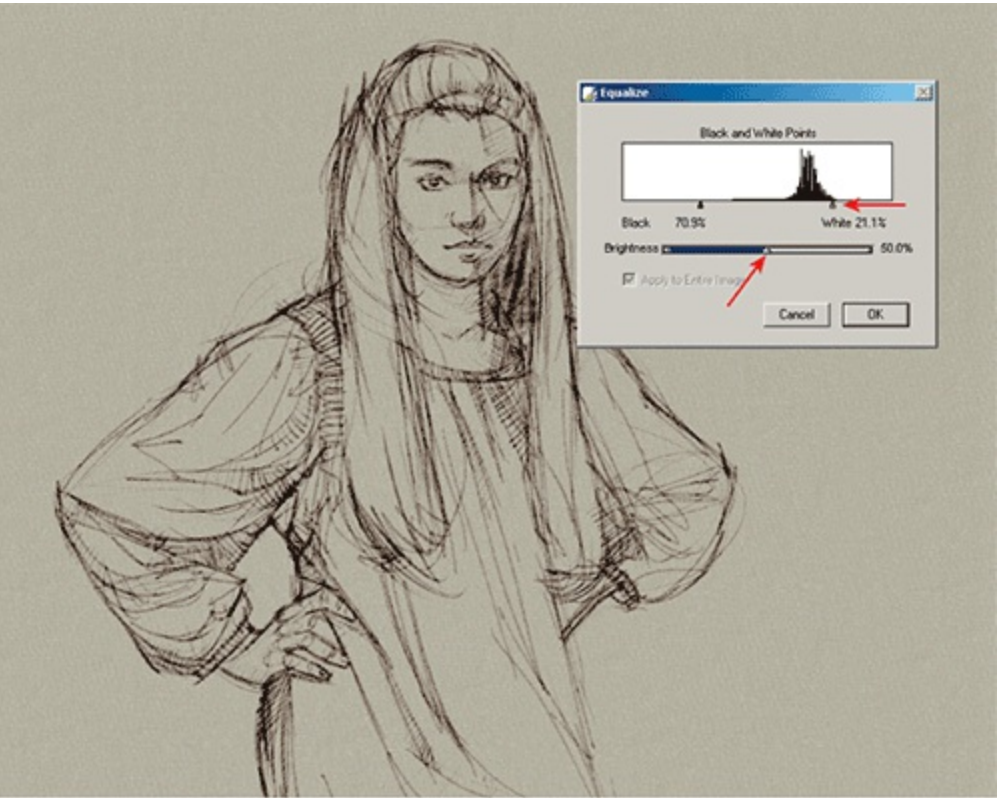 Equalize
Black and White Points
Black 70.9% White 21.1%
Brightness 50.0%
Apply to Entire Image
Cancel OK